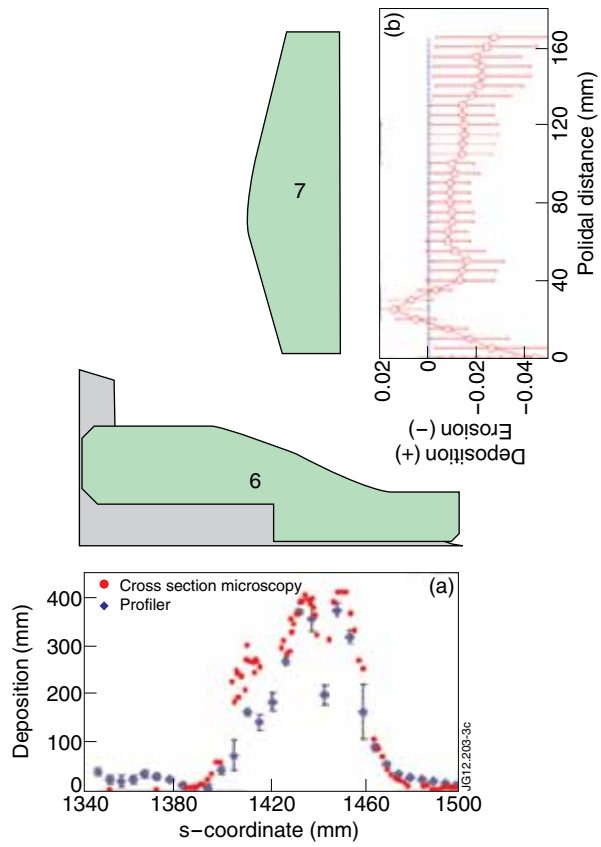 7
(b)
0.02
0
−0.02
−0.04
Deposition (+)
Erosion (−)
0
40
80
120
160
Polidal distance (mm)
6
(a)
Cross section microscopy
Profiler
Deposition (mm)
400
300
200
100
0
1340
1380
1420
1460
1500
s−coordinate (mm)
JG12.203-3c